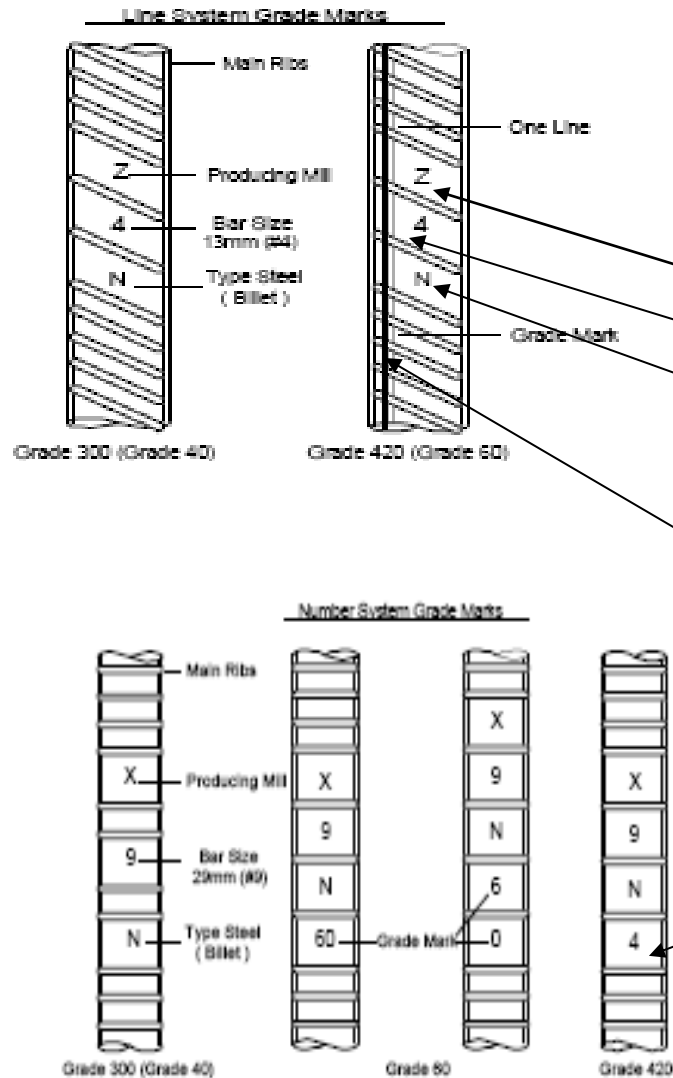 Line System Grade Marks
Main Ribs
One Line
Z
Producing Mill
Z
4
Bar Size
13mm (#4)
4
N
Type Steel
( Billet )
N
Grade Mark
Grade 300 (Grade 40)
Grade 420 (Grade 60)
Number System Grade Marks
Main Ribs
X
X
Producing Mill
X
X
9
9
Bar Size
29mm (#9)
9
9
N
N
N
N
Type Steel
( Billet )
60
Grade Mark
6
0
4
Grade 300 (Grade 40)
Grade 60
Grade 420